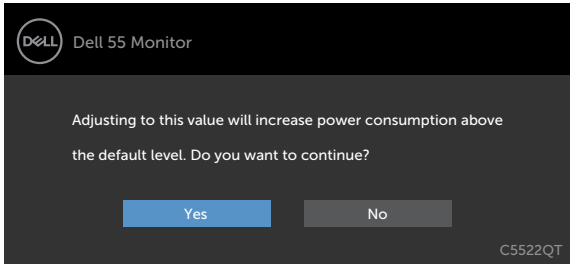 DELL Dell 55 Monitor
Adjusting to this value will increase power consumption above
the default level. Do you want to continue?
Yes No
C5522QT